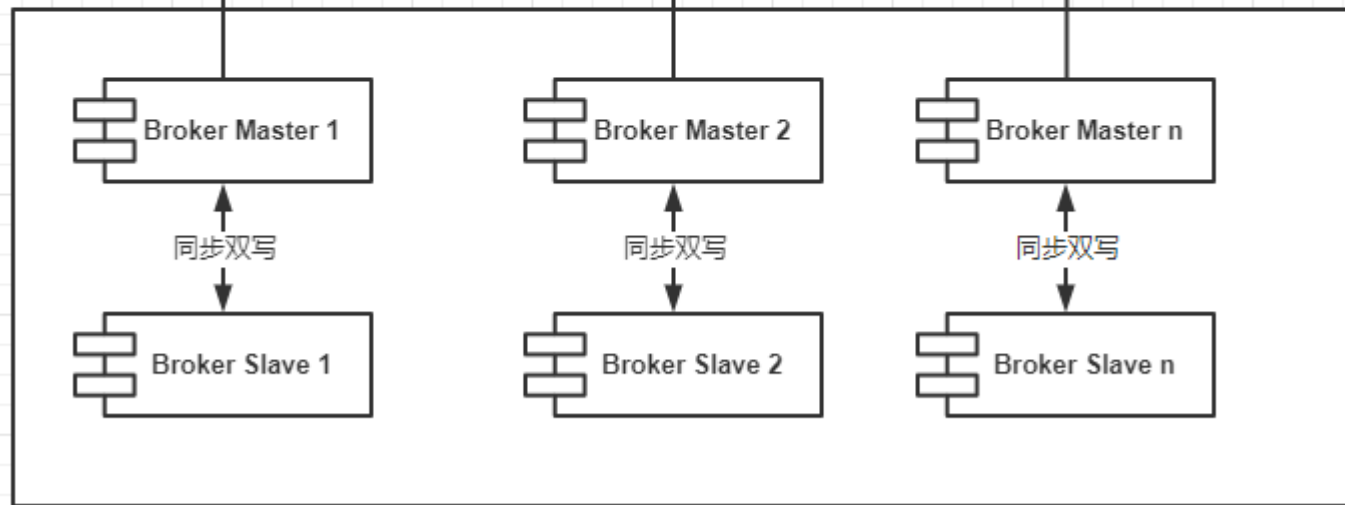 Broker Master 1
Broker Master 2
Broker Master n
同步双写
同步双写
同步双写
Broker Slave 1
Broker Slave 2
Broker Slave n